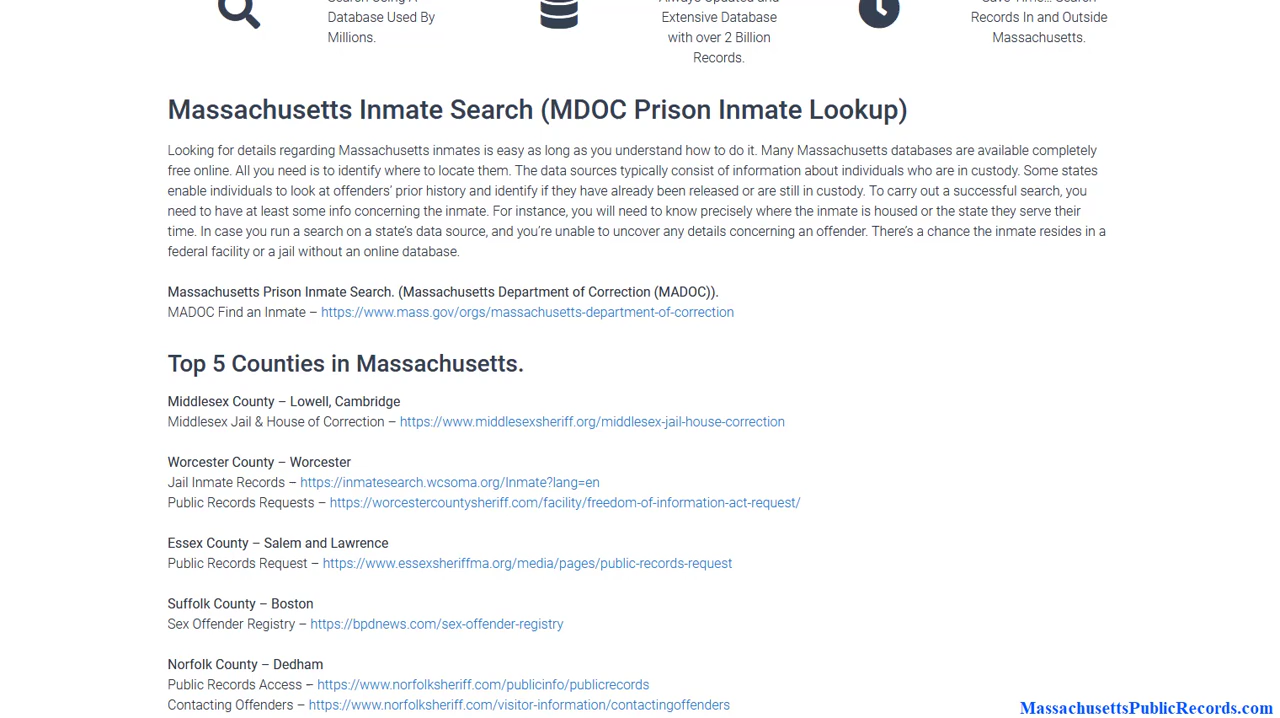 Search Using A
Database Used By
Millions.
Always Updated and
Extensive Database
with over 2 Billion
Records.
Save Time... Search
Records In and Outside
Massachusetts.
Massachusetts Inmate Search (MDOC Prison Inmate Lookup)
Looking for details regarding Massachusetts inmates is easy as long as you understand how to do it. Many Massachusetts databases are available completely
free online. All you need is to identify where to locate them. The data sources typically consist of information about individuals who are in custody. Some states
enable individuals to look at offenders’ prior history and identify if they have already been released or are still in custody. To carry out a successful search, you
need to have at least some info concerning the inmate. For instance, you will need to know precisely where the inmate is housed or the state they serve their
time. In case you run a search on a state’s data source, and you’re unable to uncover any details concerning an offender. There’s a chance the inmate resides in a
federal facility or a jail without an online database.
Massachusetts Prison Inmate Search. (Massachusetts Department of Correction (MADOC)).
MADOC Find an Inmate – https://www.mass.gov/orgs/massachusetts-department-of-correction
Top 5 Counties in Massachusetts.
Middlesex County – Lowell, Cambridge
Middlesex Jail & House of Correction – https://www.middlesexsheriff.org/middlesex-jail-house-correction
Worcester County – Worcester
Jail Inmate Records – https://inmatesearch.wcsoma.org/Inmate?lang=en
Public Records Requests – https://worcestercountysheriff.com/facility/freedom-of-information-act-request/
Essex County – Salem and Lawrence
Public Records Request – https://www.essexsheriffma.org/media/pages/public-records-request
Suffolk County – Boston
Sex Offender Registry – https://bpdnews.com/sex-offender-registry
Norfolk County – Dedham
Public Records Access – https://www.norfolksheriff.com/publicinfo/publicrecords
Contacting Offenders – https://www.norfolksheriff.com/visitor-information/contactingoffenders
MassachusettsPublicRecords.com